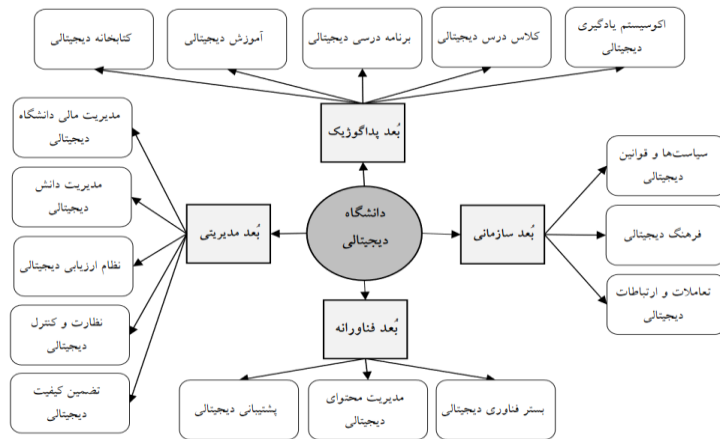 اکوسیستم یادگیری
دیجیتالی
کلاس درس دیجیتالی
برنامه درسی دیجیتالی
آموزش دیجیتالی
کتابخانه دیجیتالی
بُعد پداگوژیک
سیاست‌ها و قوانین
دیجیتالی
فرهنگ دیجیتالی
تعاملات و ارتباطات
دیجیتالی
بُعد سازمانی
دانشگاه
دیجیتالی
بُعد مدیریتی
مدیریت مالی دانشگاه
دیجیتالی
مدیریت دانش
دیجیتالی
نظام ارزیابی دیجیتالی
نظارت و کنترل
دیجیتالی
تضمین کیفیت
دیجیتالی
بُعد فناورانه
بستر فناوری دیجیتالی
مدیریت محتوای
دیجیتالی
پشتیبانی دیجیتالی